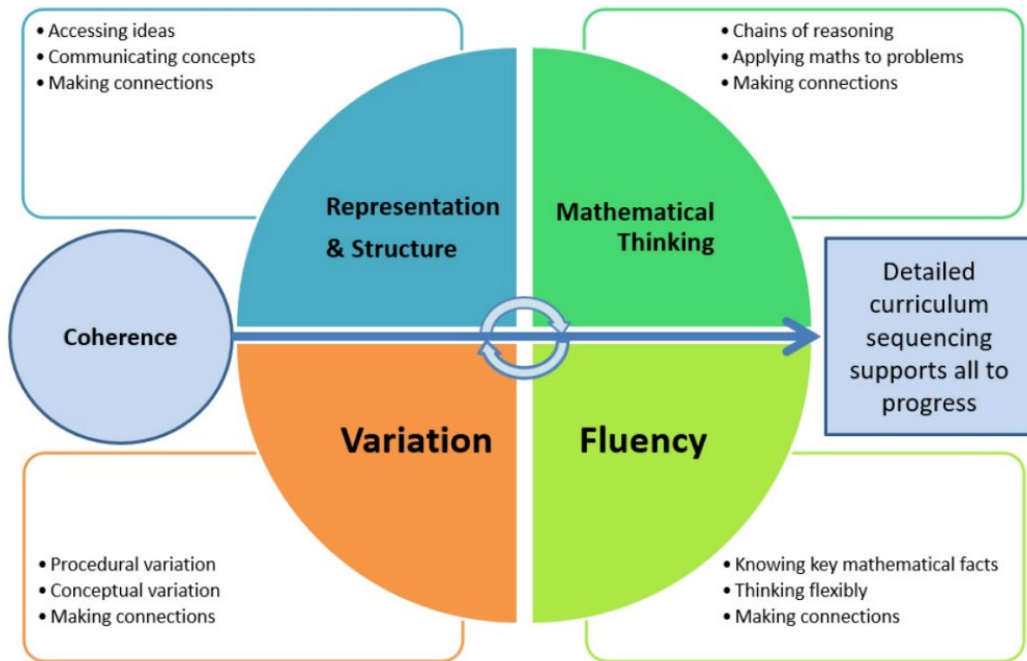 • Accessing ideas
• Communicating concepts
• Making connections
• Chains of reasoning
• Applying maths to problems
• Making connections
Representation
& Structure
Mathematical
Thinking
Coherence
Detailed
curriculum
sequencing
supports all to
progress
Variation
Fluency
• Procedural variation
• Conceptual variation
• Making connections
• Knowing key mathematical facts
• Thinking flexibly
• Making connections